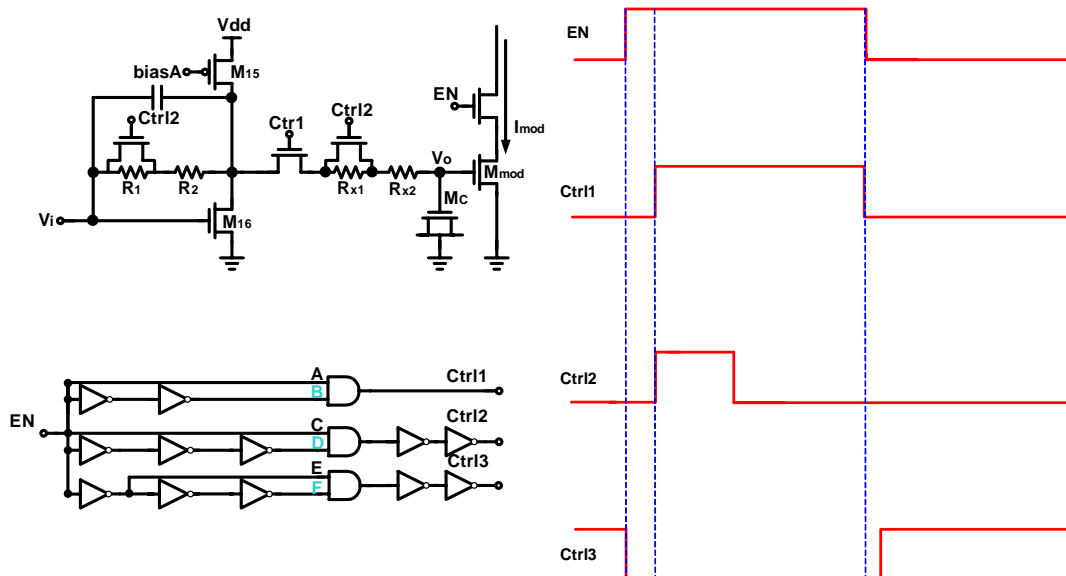 Vdd
biasA
M15
Ctrl2
R1
R2
Vi
M16
Ctr1
Ctrl2
Rx1
Rx2
Vo
MC
EN
Imod
Mmod
EN
A
B
Ctrl1
C
D
Ctrl2
E
F
Ctrl3
EN
Ctrl1
Ctrl2
Ctrl3